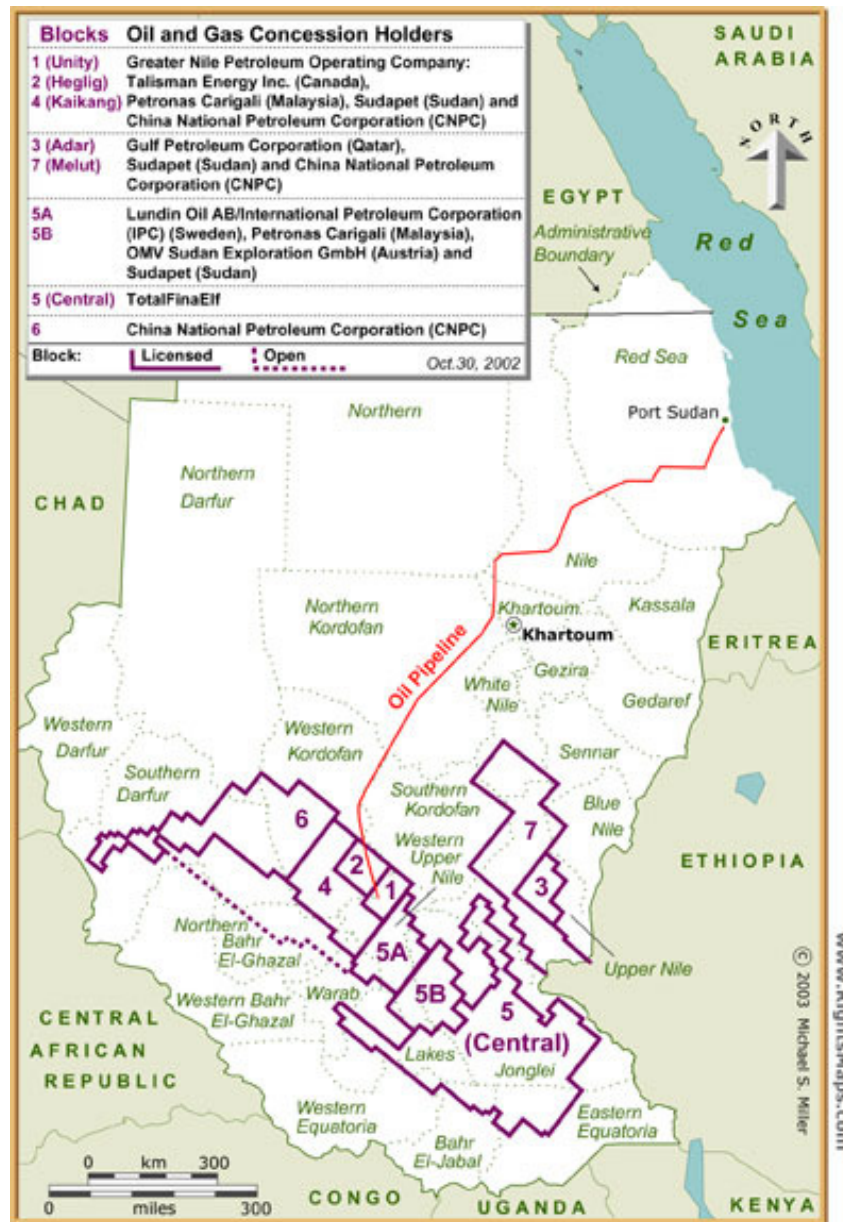 Blocks Oil and Gas Concession Holders
1 (Unity) Greater Nile Petroleum Operating Company:
2 (Heglig) Talisman Energy Inc. (Canada),
4 (Kaikang) Petronas Carigali (Malaysia), Sudapet (Sudan) and
China National Petroleum Corporation (CNPC)
3 (Adar) Gulf Petroleum Corporation (Qatar),
7 (Melut) Sudapet (Sudan) and China National Petroleum
Corporation (CNPC)
5A Lundin Oil AB/International Petroleum Corporation
5B (IPC) (Sweden), Petronas Carigali (Malaysia),
OMV Sudan Exploration GmbH (Austria) and
Sudapet (Sudan)
5 (Central) TotalFinaElf
6 China National Petroleum Corporation (CNPC)
Block: Licensed Open Oct.30, 2002
SAUDI
ARABIA
NORTH
EGYPT
Administrative
Boundary
Red
Sea
Red Sea
Port Sudan
Northern
Northern
Darfur
CHAD
Nile
Northern
Kordofan
Khartoum
Khartoum
Kassala
ERITREA
Oil Pipeline
Gezira
White
Nile
Gedaref
Western
Darfur
Western
Kordofan
Sennar
Southern
Darfur
Southern
Kordofan
Blue
Nile
6
7
Western
Upper
Nile
2
4
1
3
ETHIOPIA
Northern
Bahr
El-Ghazal
5A
Upper Nile
5B
Warab
Western Bahr
El-Ghazal
5
(Central)
CENTRAL
AFRICAN
REPUBLIC
Lakes
Jonglei
Western
Equatoria
Eastern
Equatoria
Bahr
El-Jabal
0 km 300
0 miles 300
CONGO
UGANDA
KENYA
© 2003 Michael S. Miller
www.RightsMaps.com